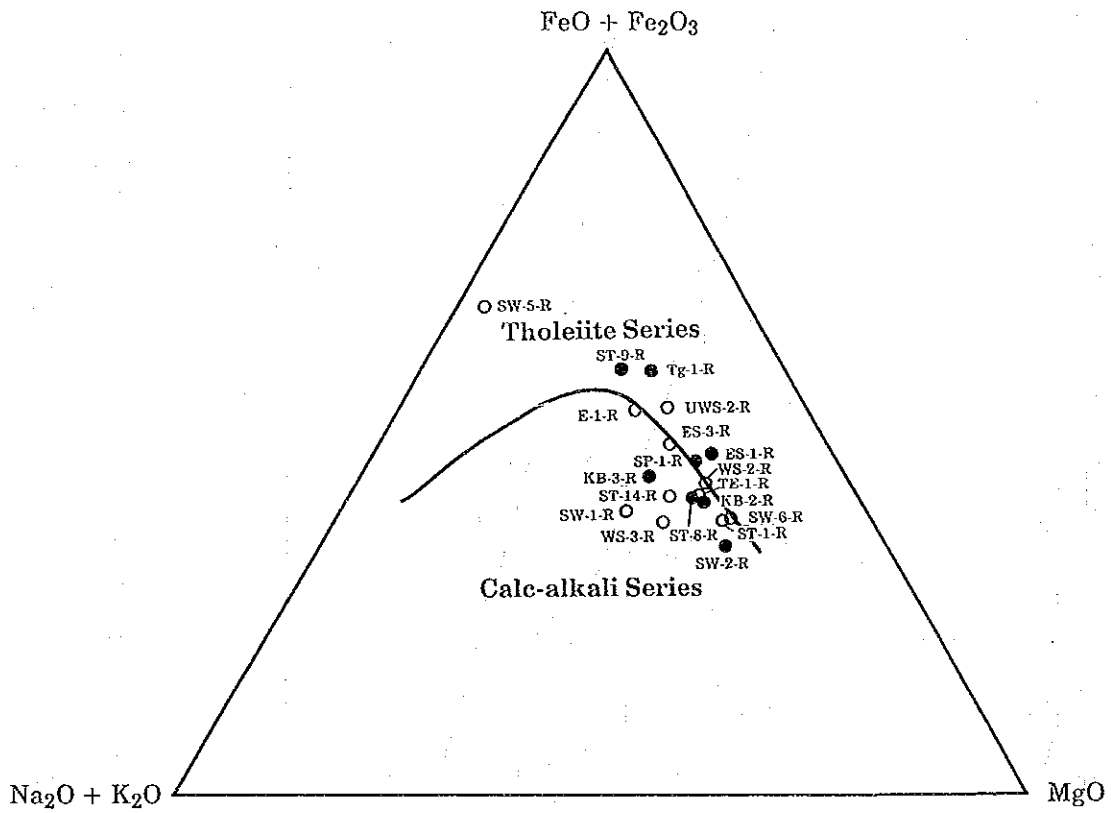 FeO + Fe₂O₃
SW-5-R
Tholeiite Series
ST-9-R
Tg-1-R
E-1-R
UWS-2-R
ES-3-R
SP-1-R
ES-1-R
WS-2-R
KB-3-R
TE-1-R
ST-14-R
KB-2-R
SW-1-R
SW-6-R
WS-3-R
ST-8-R
ST-1-R
SW-2-R
Calc-alkali Series
Na₂O + K₂O
MgO